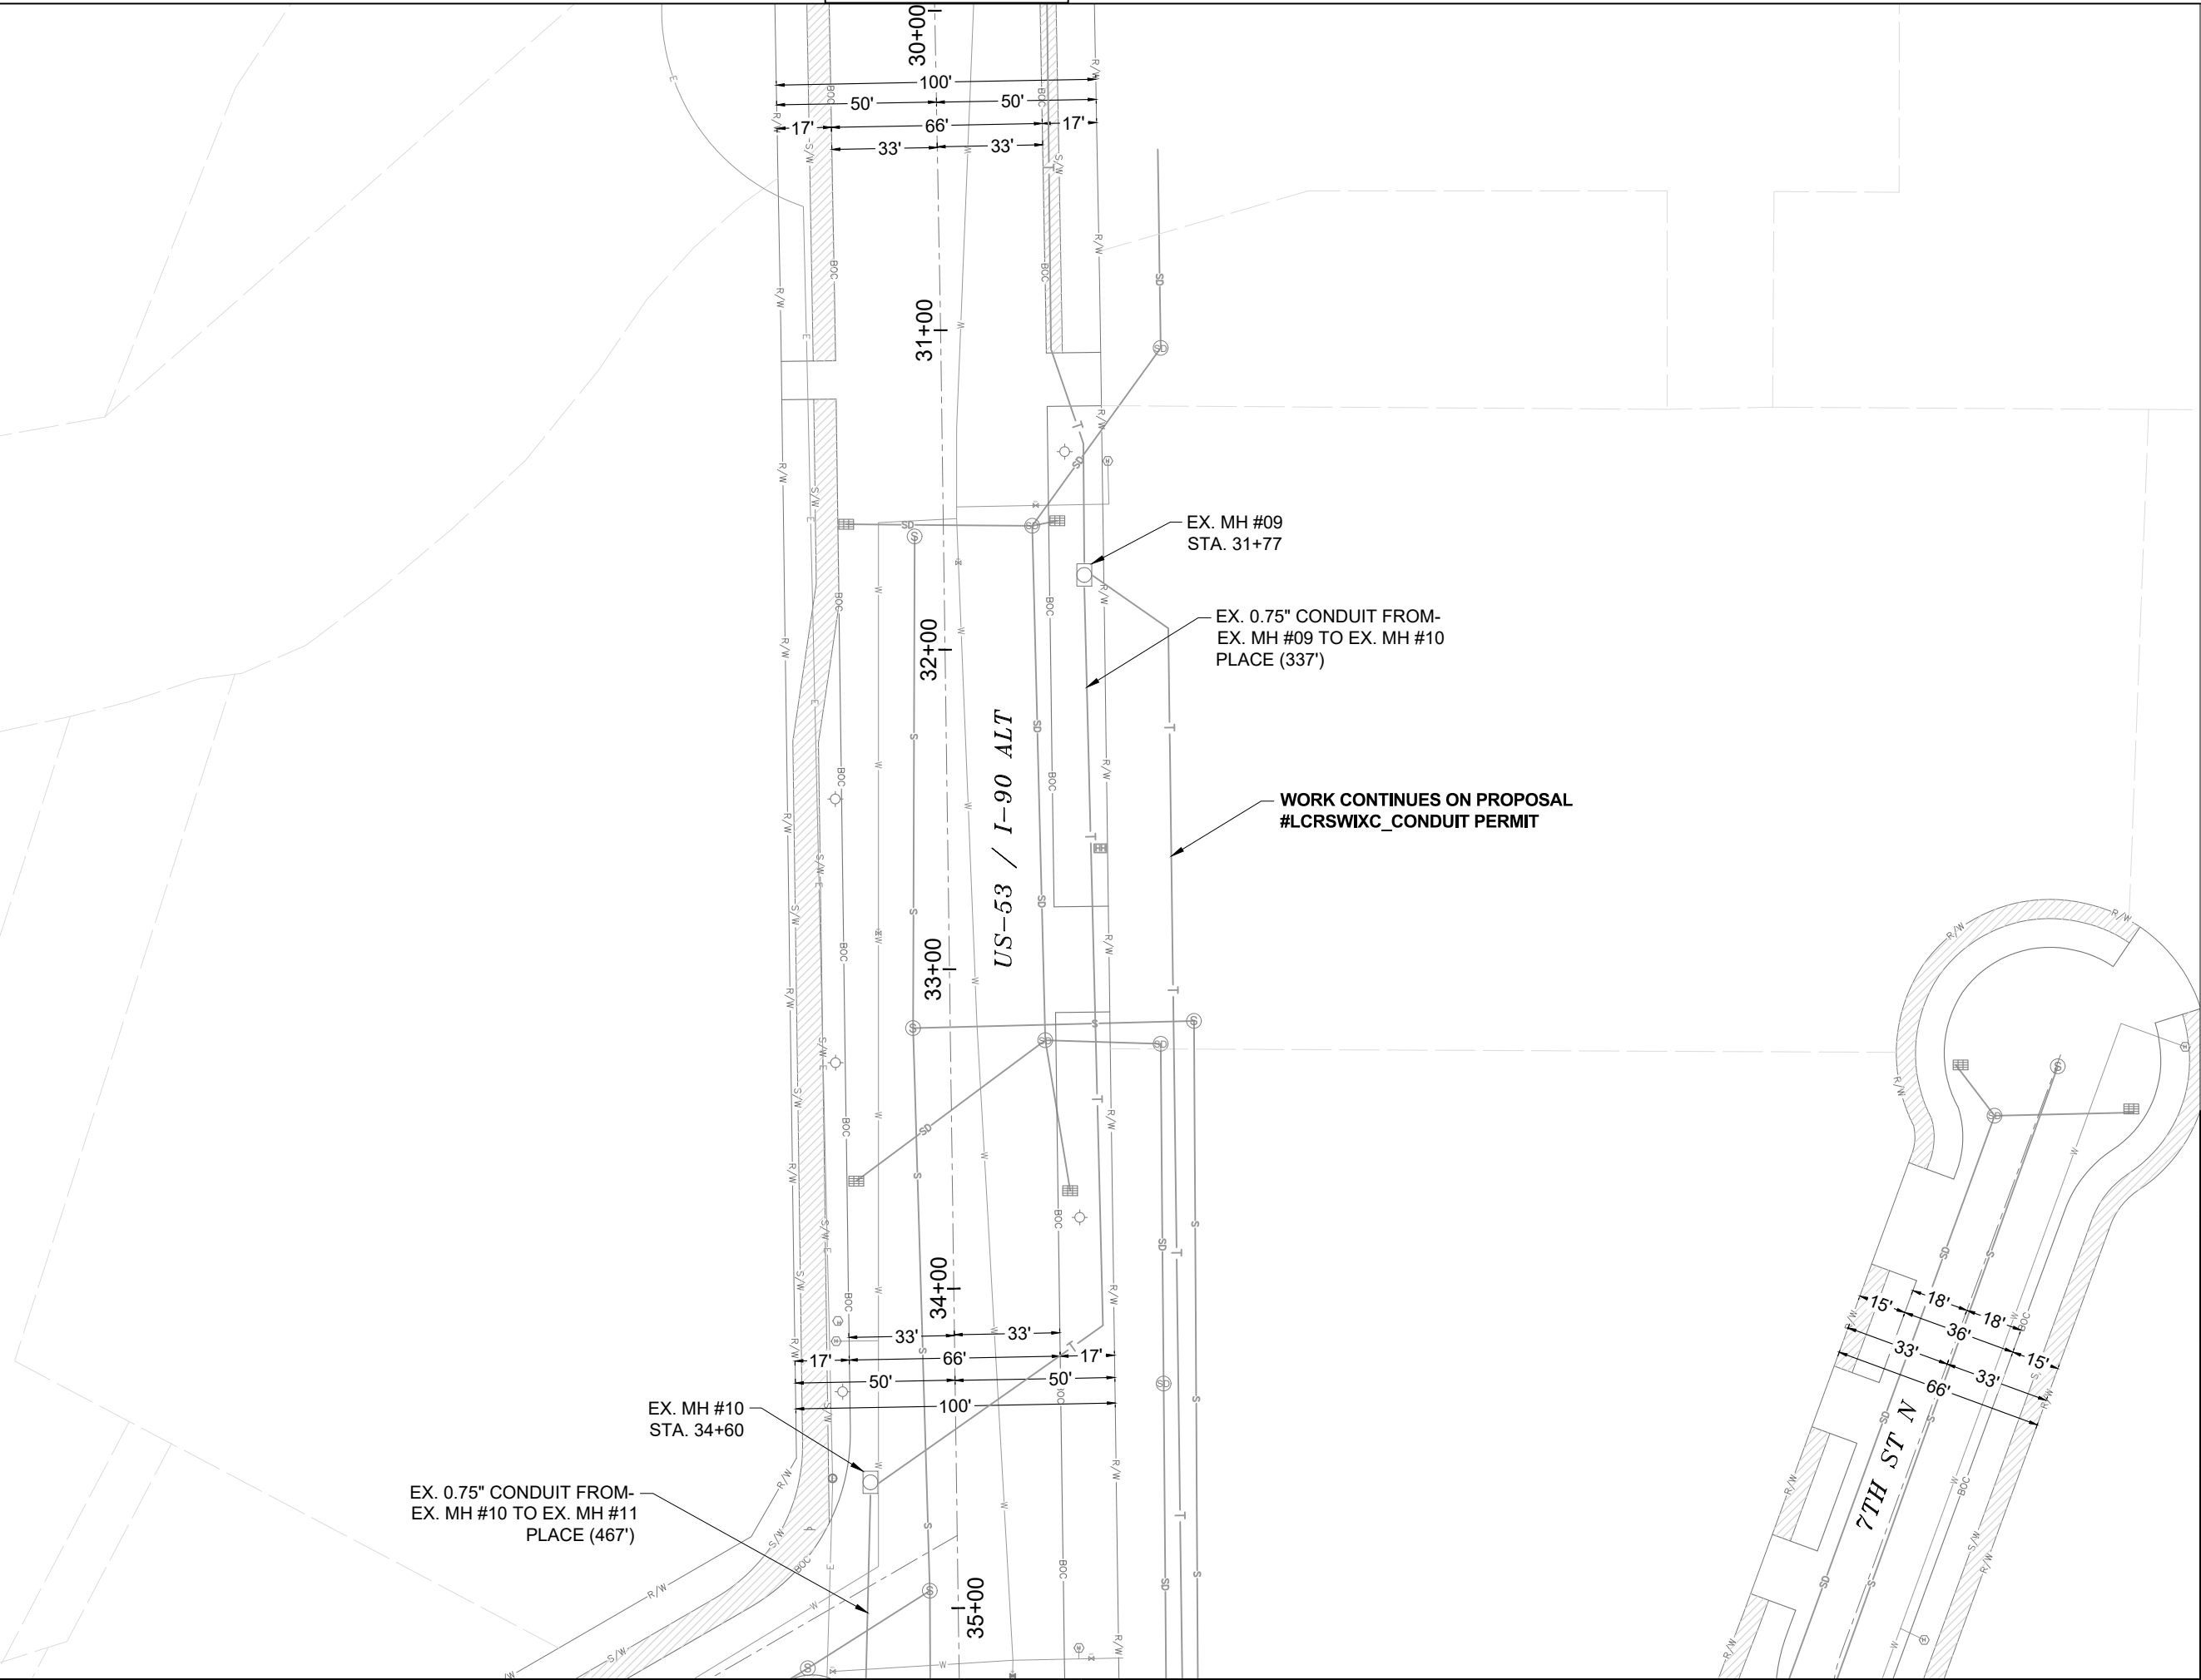 30+00
100'
50'
50'
17'
66'
17'
33'
33'
R/W
BOC
S/W
E
W
T
SD
31+00
EX. MH #09
STA. 31+77
EX. 0.75" CONDUIT FROM-
EX. MH #09 TO EX. MH #10
PLACE (337')
32+00
US-53 / I-90 ALT
WORK CONTINUES ON PROPOSAL
#LCRSWIXC_CONDUIT PERMIT
33+00
S
34+00
33'
33'
17'
66'
17'
50'
50'
100'
EX. MH #10
STA. 34+60
EX. 0.75" CONDUIT FROM-
EX. MH #10 TO EX. MH #11
PLACE (467')
35+00
15'
18'
18'
36'
15'
33'
33'
66'
7TH ST N